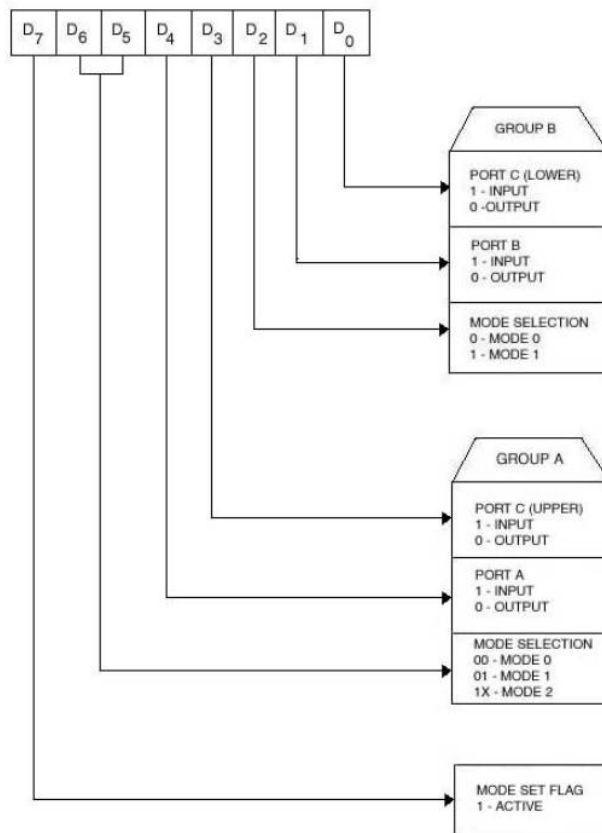 D7 D6 D5 D4 D3 D2 D1 D0
GROUP B
PORT C (LOWER)
1 - INPUT
0 -OUTPUT
PORT B
1 - INPUT
0 - OUTPUT
MODE SELECTION
0 - MODE 0
1 - MODE 1
GROUP A
PORT C (UPPER)
1 - INPUT
0 - OUTPUT
PORT A
1 - INPUT
0 - OUTPUT
MODE SELECTION
00 - MODE 0
01 - MODE 1
1X - MODE 2
MODE SET FLAG
1 - ACTIVE